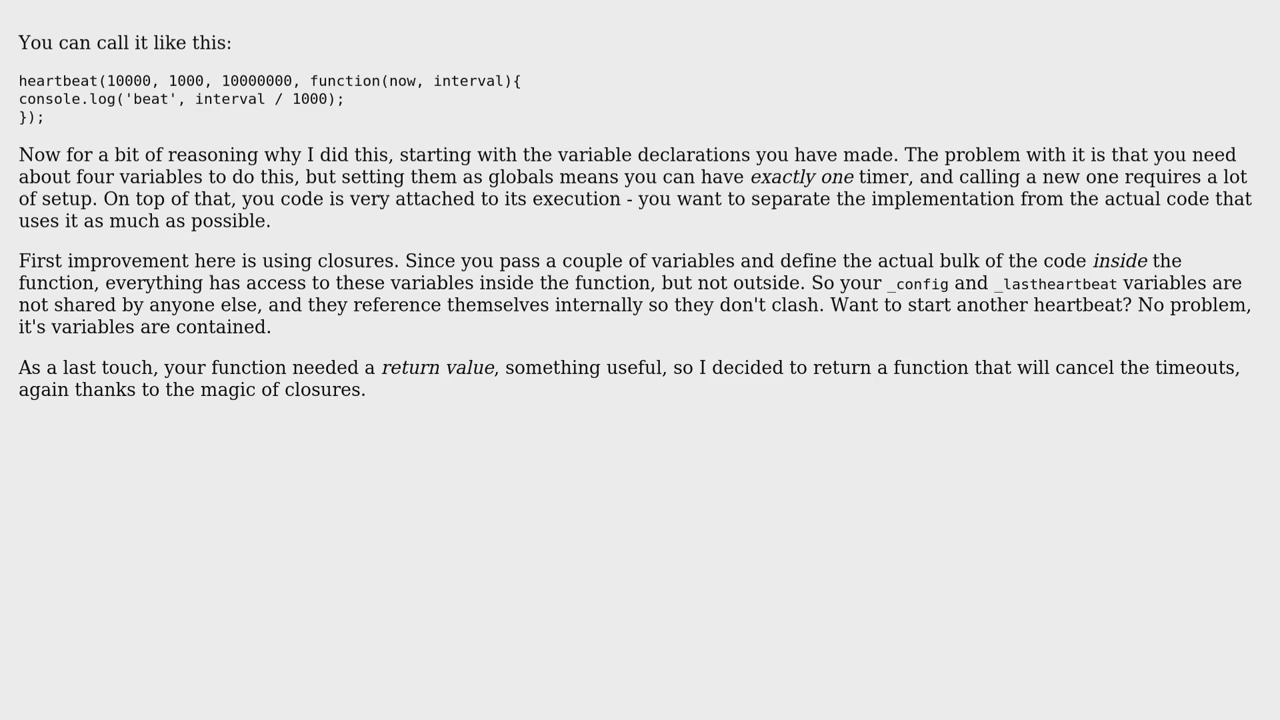 You can call it like this:
heartbeat(10000, 1000, 10000000, function(now, interval){
console.log('beat', interval / 1000);
});
Now for a bit of reasoning why I did this, starting with the variable declarations you have made. The problem with it is that you need
about four variables to do this, but setting them as globals means you can have exactly one timer, and calling a new one requires a lot
of setup. On top of that, you code is very attached to its execution - you want to separate the implementation from the actual code that
uses it as much as possible.
First improvement here is using closures. Since you pass a couple of variables and define the actual bulk of the code inside the
function, everything has access to these variables inside the function, but not outside. So your _config and _lastheartbeat variables are
not shared by anyone else, and they reference themselves internally so they don't clash. Want to start another heartbeat? No problem,
it's variables are contained.
As a last touch, your function needed a return value, something useful, so I decided to return a function that will cancel the timeouts,
again thanks to the magic of closures.